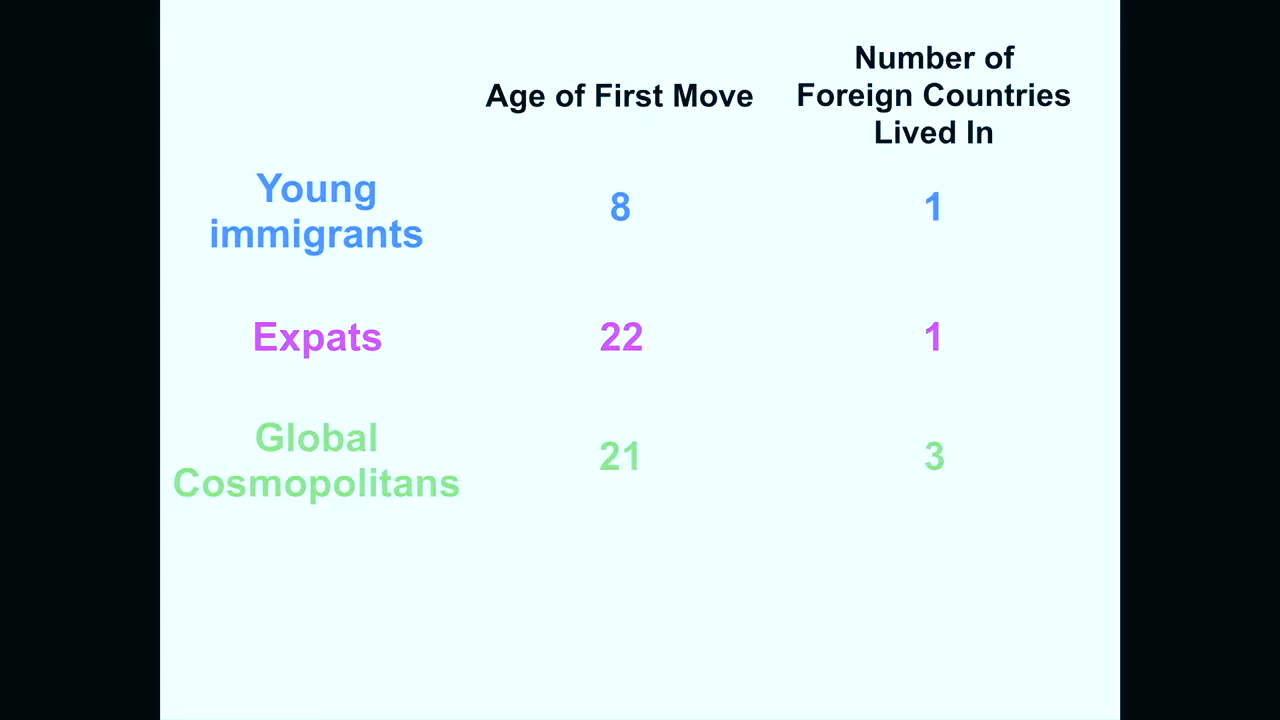 Number of
Age of First Move
Foreign Countries
Lived In
Young
immigrants
8
1
Expats
22
1
Global
Cosmopolitans
21
3